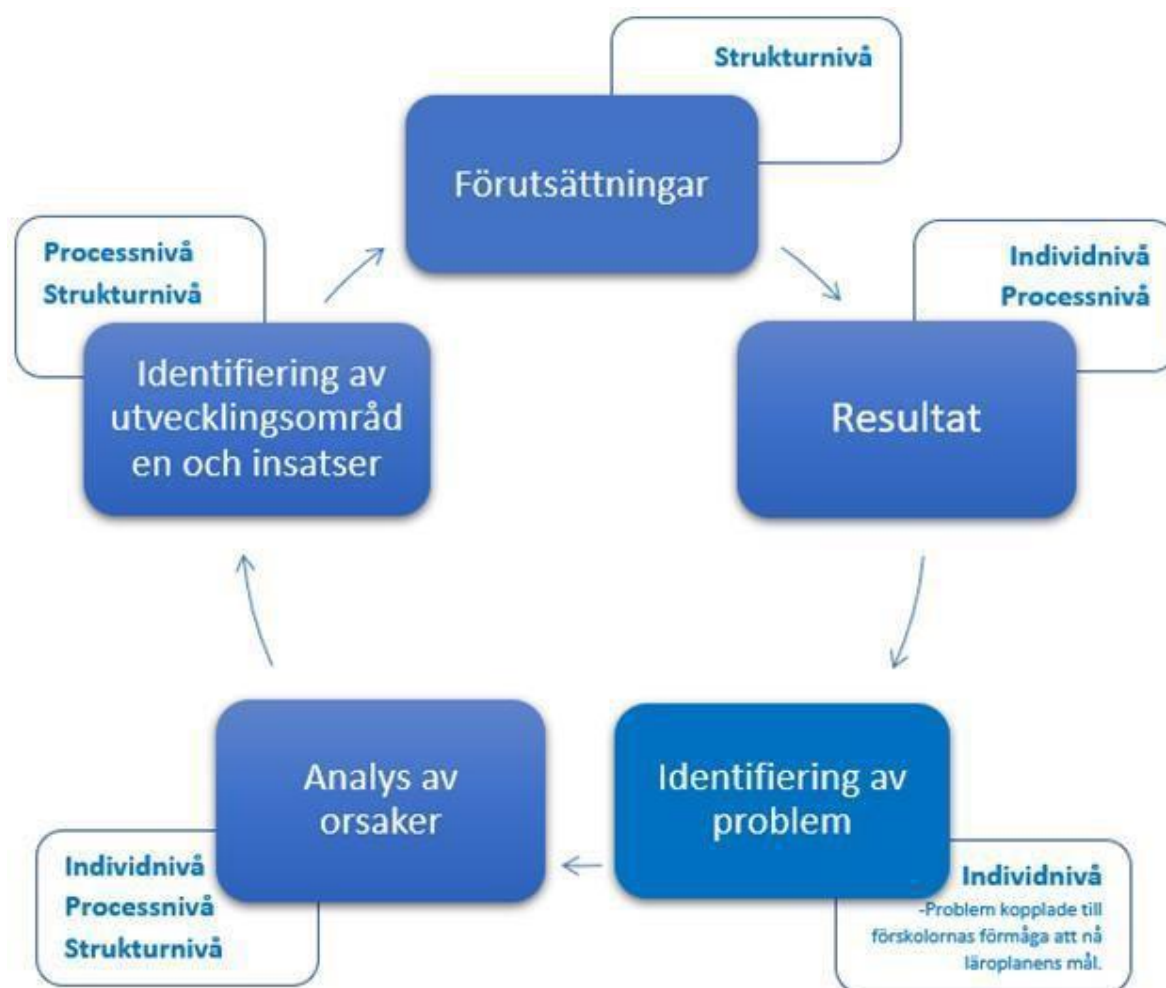 Strukturnivå
Förutsättningar
Individnivå
Processnivå
Resultat
Identifiering av
problem
Individnivå
-Problem kopplade till
förskolornas förmåga att nå
läroplanens mål.
Analys av
orsaker
Individnivå
Processnivå
Strukturnivå
Processnivå
Strukturnivå
Identifiering av
utvecklingsområd
en och insatser